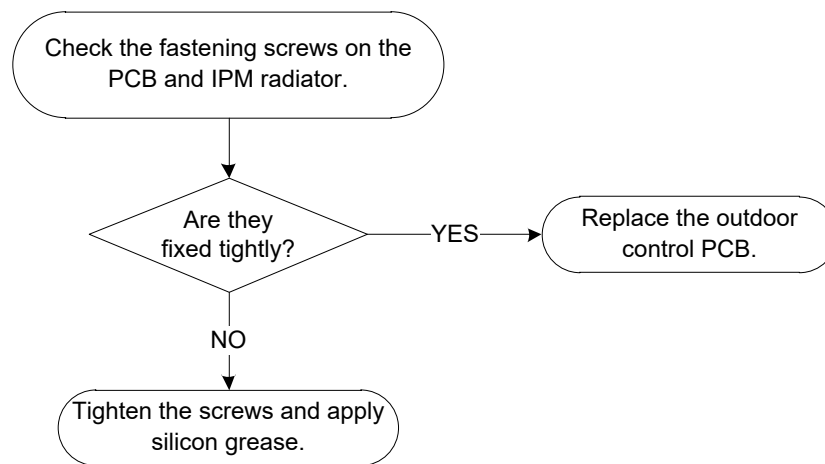 Check the fastening screws on the
PCB and IPM radiator.
Are they
fixed tightly?
YES
Replace the outdoor
control PCB.
NO
Tighten the screws and apply
silicon grease.